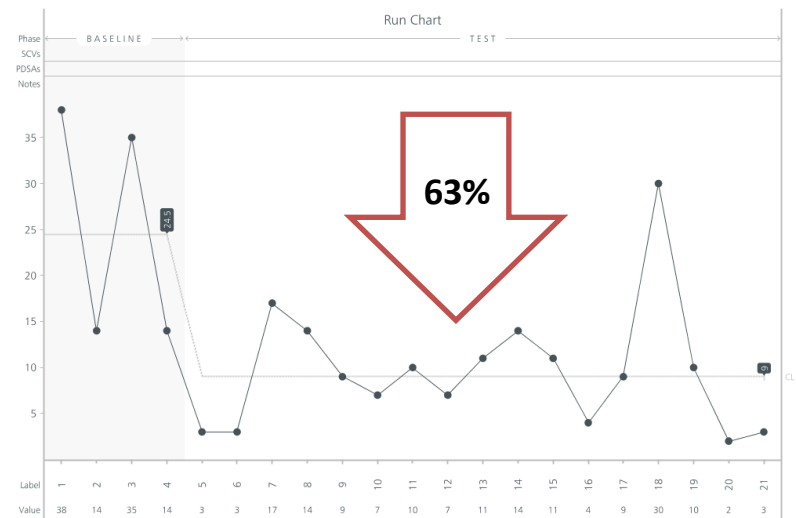 Run Chart
Phase BASELINE TEST
SCVs
PDSAs
Notes
35
63%
30
24.5
25
20
15
10
9
CL
5
Label 1 2 3 4 5 6 7 8 9 10 11 12 13 14 15 16 17 18 19 20 21
Value 38 14 35 14 3 3 17 14 9 7 10 7 11 14 11 4 9 30 10 2 3